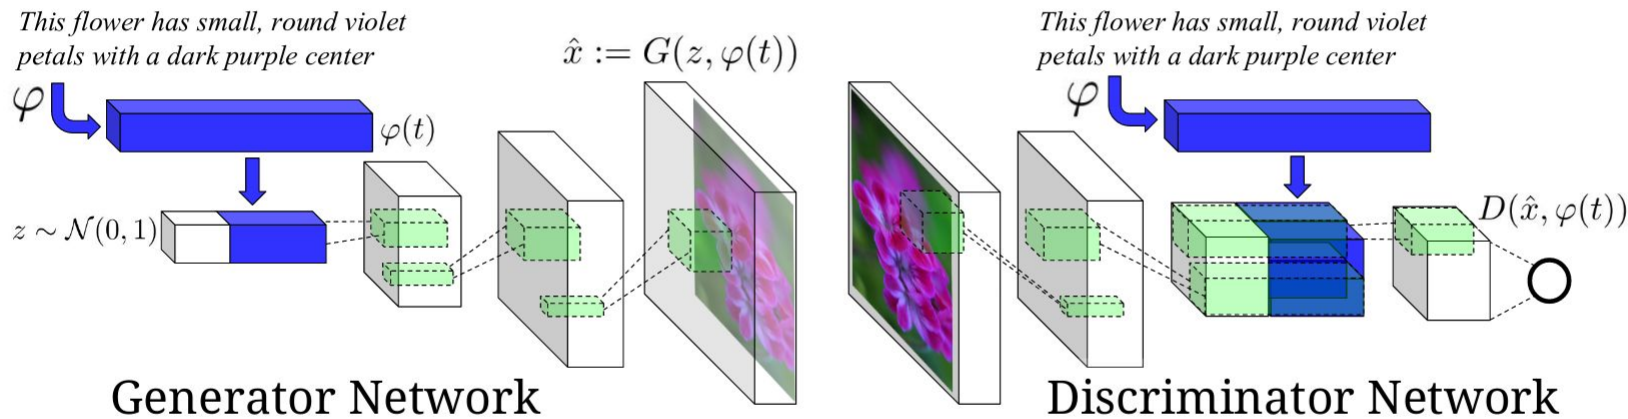 This flower has small, round violet
petals with a dark purple center
φ
φ(t)
z ∼ 𝒩(0, 1)
x̂ := G(z, φ(t))
Generator Network
This flower has small, round violet
petals with a dark purple center
φ
D(x̂, φ(t))
Discriminator Network